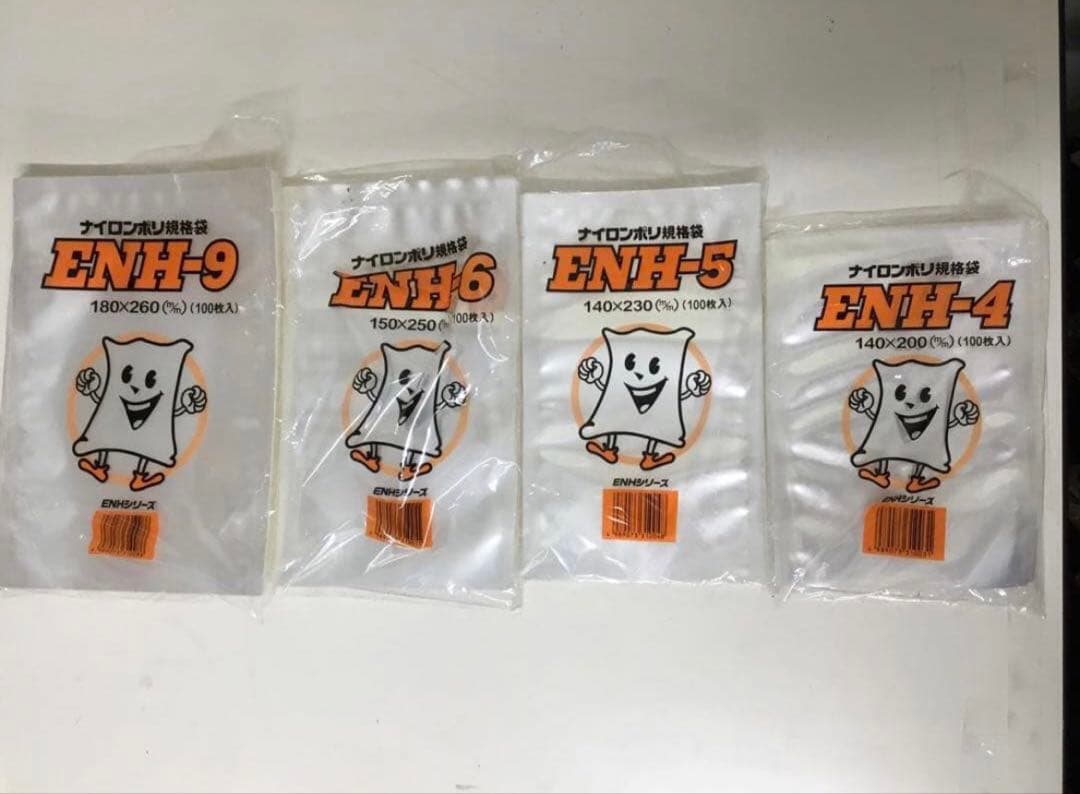 ナイロンポリ規格袋
ENH-9
180×260(m/m)(100枚入)
ENHシリーズ
ナイロンポリ規格袋
ENH-6
150×250(m/m)(100枚入)
ENHシリーズ
ナイロンポリ規格袋
ENH-5
140×230(m/m)(100枚入)
ENHシリーズ
ナイロンポリ規格袋
ENH-4
140×200(m/m)(100枚入)
ENHシリーズ